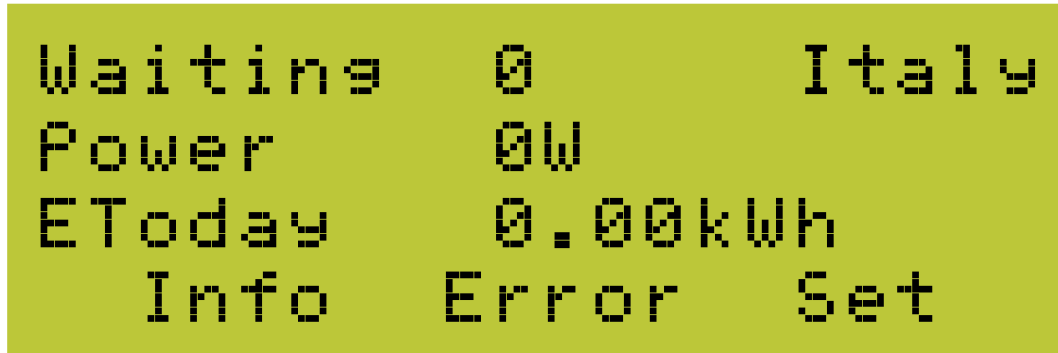 Waiting 0 Italy
Power 0W
EToday 0.00kWh
Info Error Set